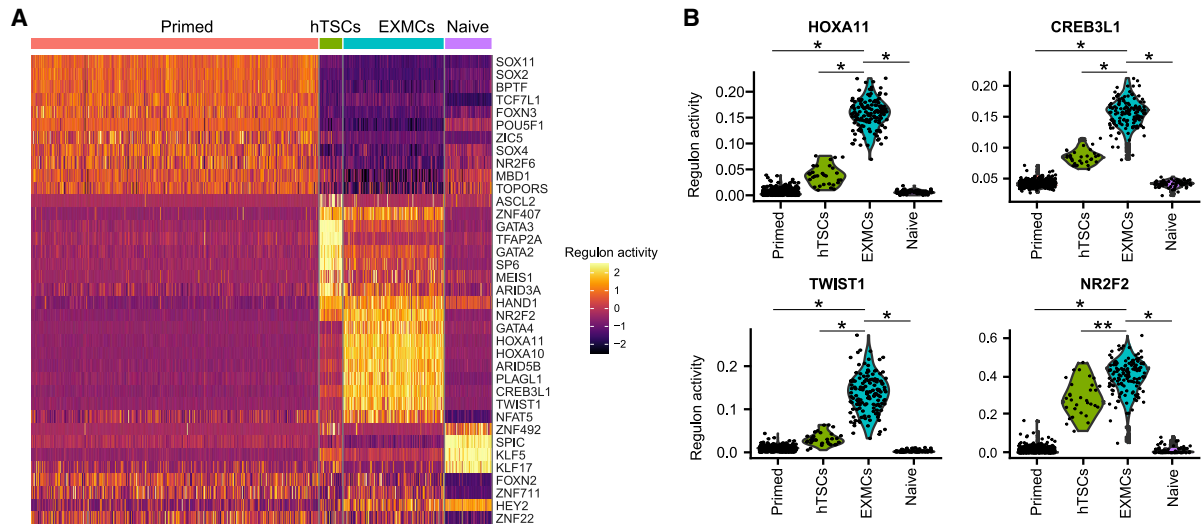 A
Primed hTSCs EXMCs Naive
SOX11
SOX2
BPTF
TCF7L1
FOXN3
POU5F1
ZIC5
SOX4
NR2F6
MBD1
TOPORS
ASCL2
ZNF407
GATA3
TFAP2A
GATA2
SP6
MEIS1
ARID3A
HAND1
NR2F2
GATA4
HOXA11
HOXA10
ARID5B
PLAGL1
CREB3L1
TWIST1
NFAT5
ZNF492
SPIC
KLF5
KLF17
FOXN2
ZNF711
HEY2
ZNF22
Regulon activity
2
1
0
−1
−2
B
HOXA11
* * *
Regulon activity
0.20
0.15
0.10
0.05
0.00
Primed hTSCs EXMCs Naive
CREB3L1
* * *
0.20
0.15
0.10
0.05
Primed hTSCs EXMCs Naive
TWIST1
* * *
Regulon activity
0.2
0.1
0.0
Primed hTSCs EXMCs Naive
NR2F2
* ** *
0.6
0.4
0.2
0.0
Primed hTSCs EXMCs Naive